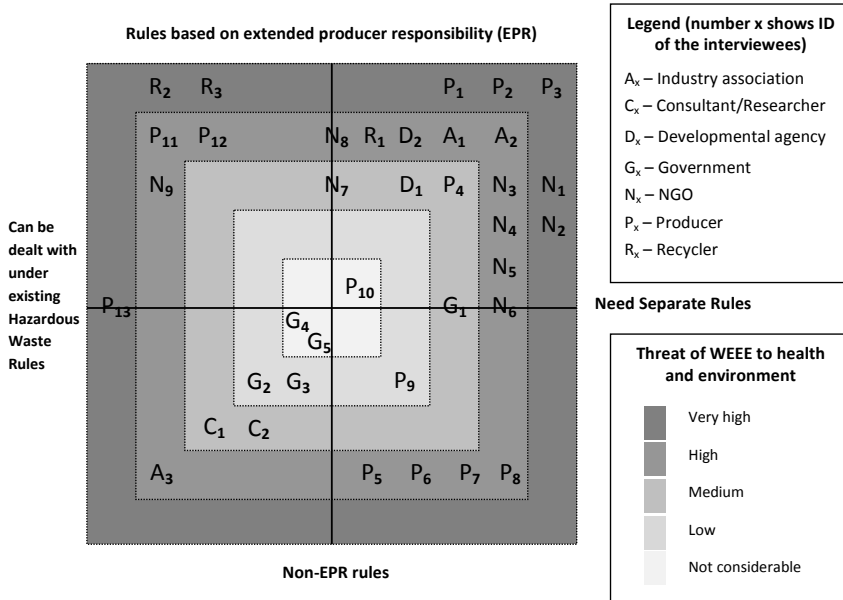 Rules based on extended producer responsibility (EPR)
R2 R3 P1 P2 P3
P11 P12 N8 R1 D2 A1 A2
N9 N7 D1 P4 N3 N1
N4 N2
N5
P10
P13 G1 N6
G4
G5
G2 G3 P9
C1 C2
A3 P5 P6 P7 P8
Can be
dealt with
under
existing
Hazardous
Waste
Rules
Need Separate Rules
Non-EPR rules
Legend (number x shows ID
of the interviewees)
Ax – Industry association
Cx – Consultant/Researcher
Dx – Developmental agency
Gx – Government
Nx – NGO
Px – Producer
Rx – Recycler
Threat of WEEE to health
and environment
Very high
High
Medium
Low
Not considerable